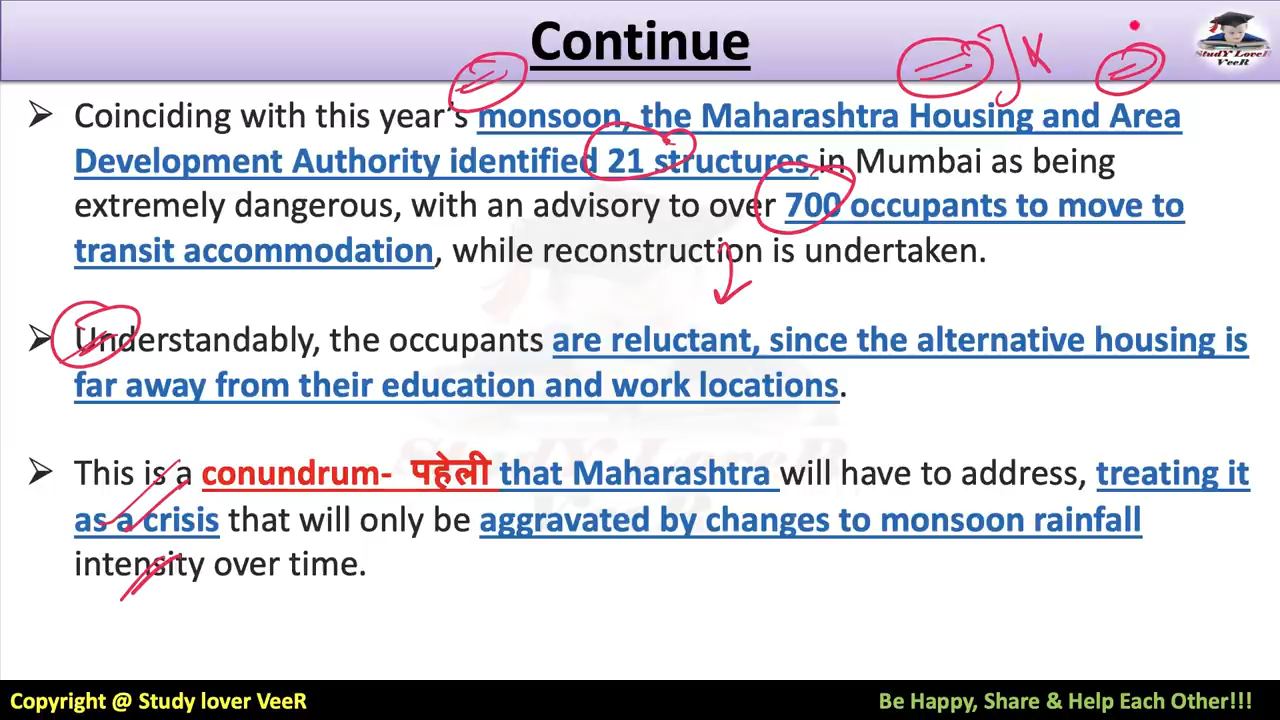 Continue
StudY LoveR
VeeR
➢ Coinciding with this year's monsoon, the Maharashtra Housing and Area
Development Authority identified 21 structures in Mumbai as being
extremely dangerous, with an advisory to over 700 occupants to move to
transit accommodation, while reconstruction is undertaken.
➢ Understandably, the occupants are reluctant, since the alternative housing is
far away from their education and work locations.
➢ This is a conundrum- पहेली that Maharashtra will have to address, treating it
as a crisis that will only be aggravated by changes to monsoon rainfall
intensity over time.
StudY LoveR
VeeR
Copyright @ Study lover VeeR
Be Happy, Share & Help Each Other!!!